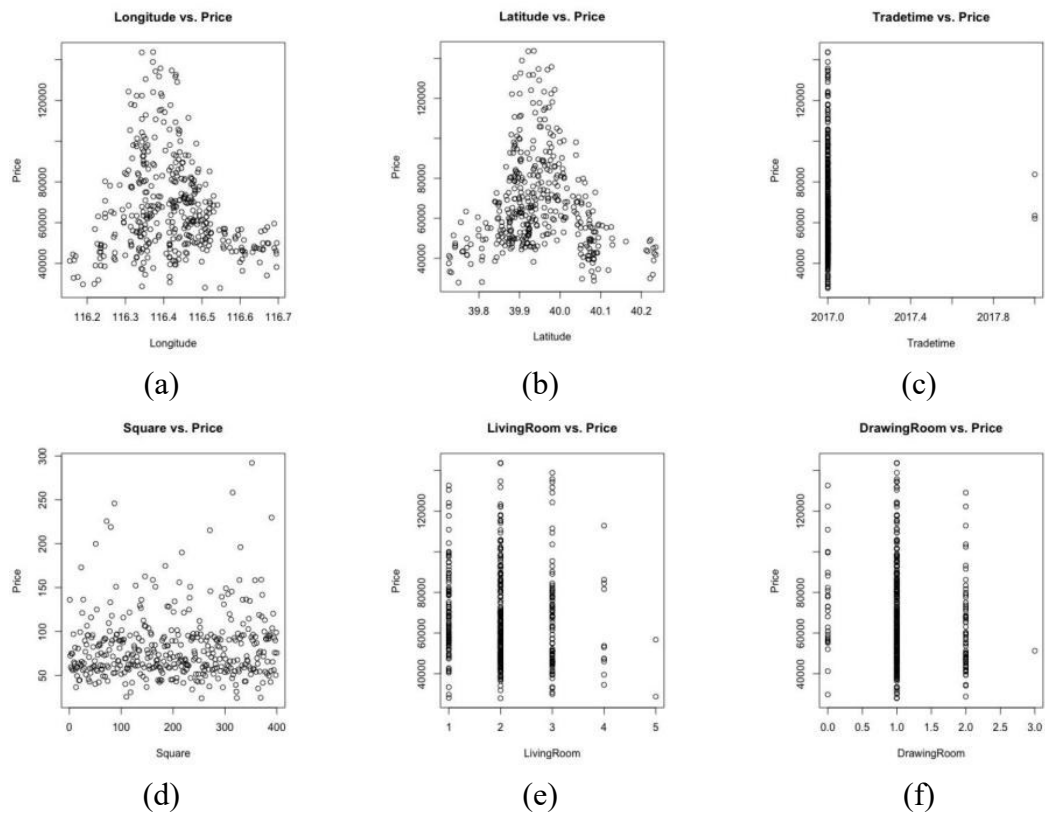 Longitude vs. Price
Price
40000 60000 80000 120000
116.2 116.3 116.4 116.5 116.6 116.7
Longitude
(a)
Latitude vs. Price
Price
40000 60000 80000 120000
39.8 39.9 40.0 40.1 40.2
Latitude
(b)
Tradetime vs. Price
Price
40000 60000 80000 120000
2017.0 2017.4 2017.8
Tradetime
(c)
Square vs. Price
Price
50 100 150 200 250 300
0 100 200 300 400
Square
(d)
LivingRoom vs. Price
Price
40000 60000 80000 120000
1 2 3 4 5
LivingRoom
(e)
DrawingRoom vs. Price
Price
40000 60000 80000 120000
0.0 0.5 1.0 1.5 2.0 2.5 3.0
DrawingRoom
(f)